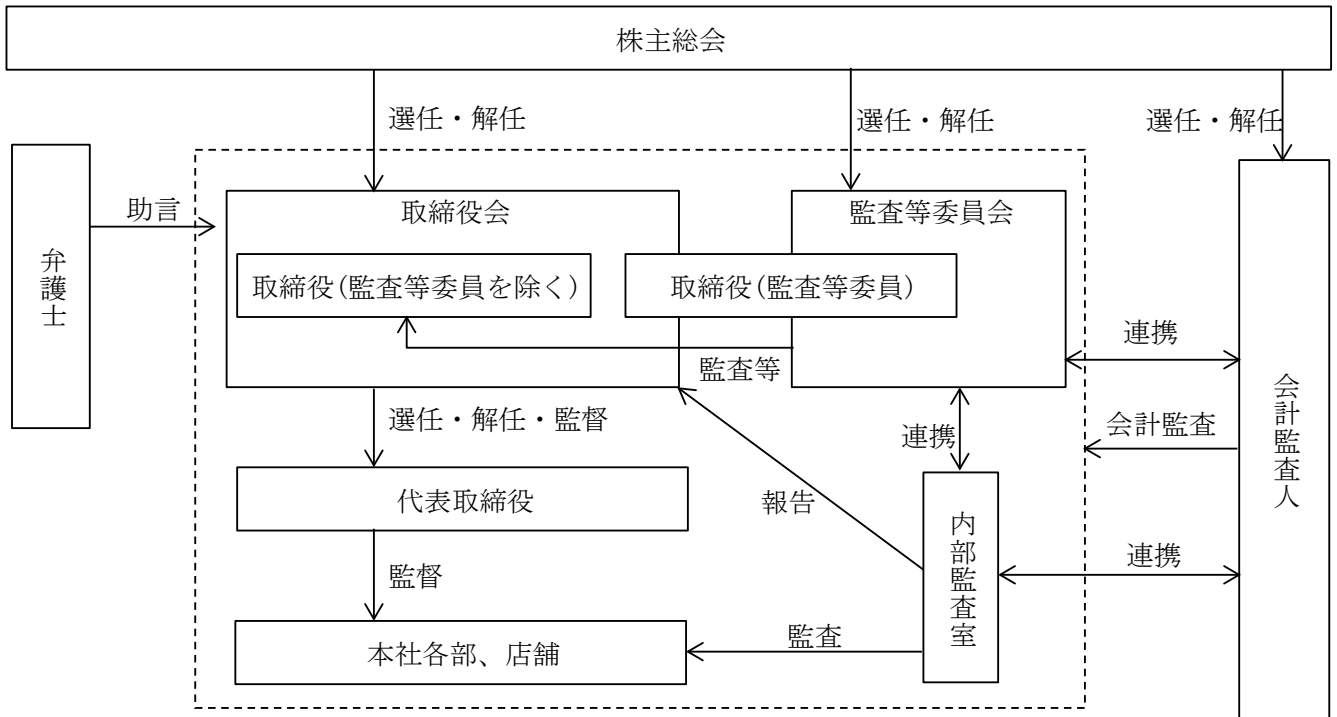 株主総会
選任・解任
選任・解任
選任・解任
弁護士
助言
取締役会
監査等委員会
取締役(監査等委員を除く)
取締役(監査等委員)
監査等
連携
会計監査人
選任・解任・監督
連携
会計監査
代表取締役
報告
内部監査室
連携
監督
本社各部、店舗
監査